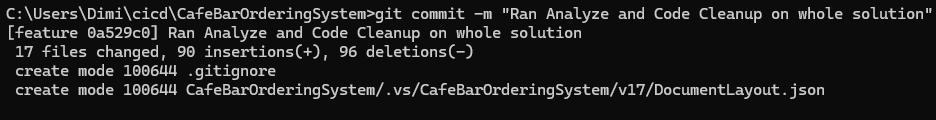 C:\Users\Dimi\cicd\CafeBarOrderingSystem>git commit -m "Ran Analyze and Code Cleanup on whole solution"
[feature 0a529c0] Ran Analyze and Code Cleanup on whole solution
 17 files changed, 90 insertions(+), 96 deletions(-)
 create mode 100644 .gitignore
 create mode 100644 CafeBarOrderingSystem/.vs/CafeBarOrderingSystem/v17/DocumentLayout.json